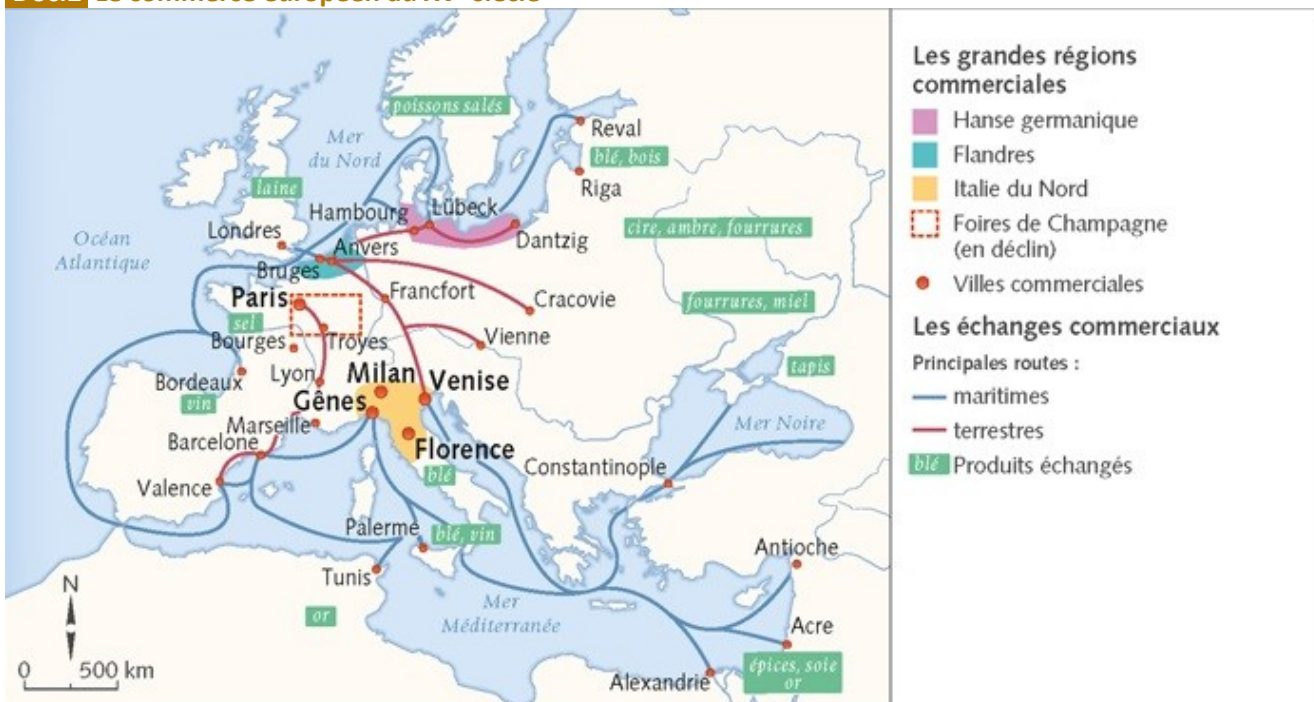 Mer
du Nord
poissons salés
Reval
blé, bois
Riga
laine
Hambourg
Lübeck
Dantzig
cire, ambre, fourrures
Océan
Atlantique
Londres
Anvers
Bruges
Francfort
Cracovie
fourrures, miel
Paris
sel
Bourges
Troyes
Vienne
tapis
Lyon
Milan
Venise
Bordeaux
vin
Gênes
Marseille
Mer Noire
Barcelone
Florence
Constantinople
blé
Valence
Palerme
blé, vin
Antioche
Tunis
N
or
Mer
Méditerranée
Acre
0 500 km
Alexandrie
épices, soie
or
Les grandes régions
commerciales
Hanse germanique
Flandres
Italie du Nord
Foires de Champagne
(en déclin)
Villes commerciales
Les échanges commerciaux
Principales routes :
maritimes
terrestres
blé Produits échangés